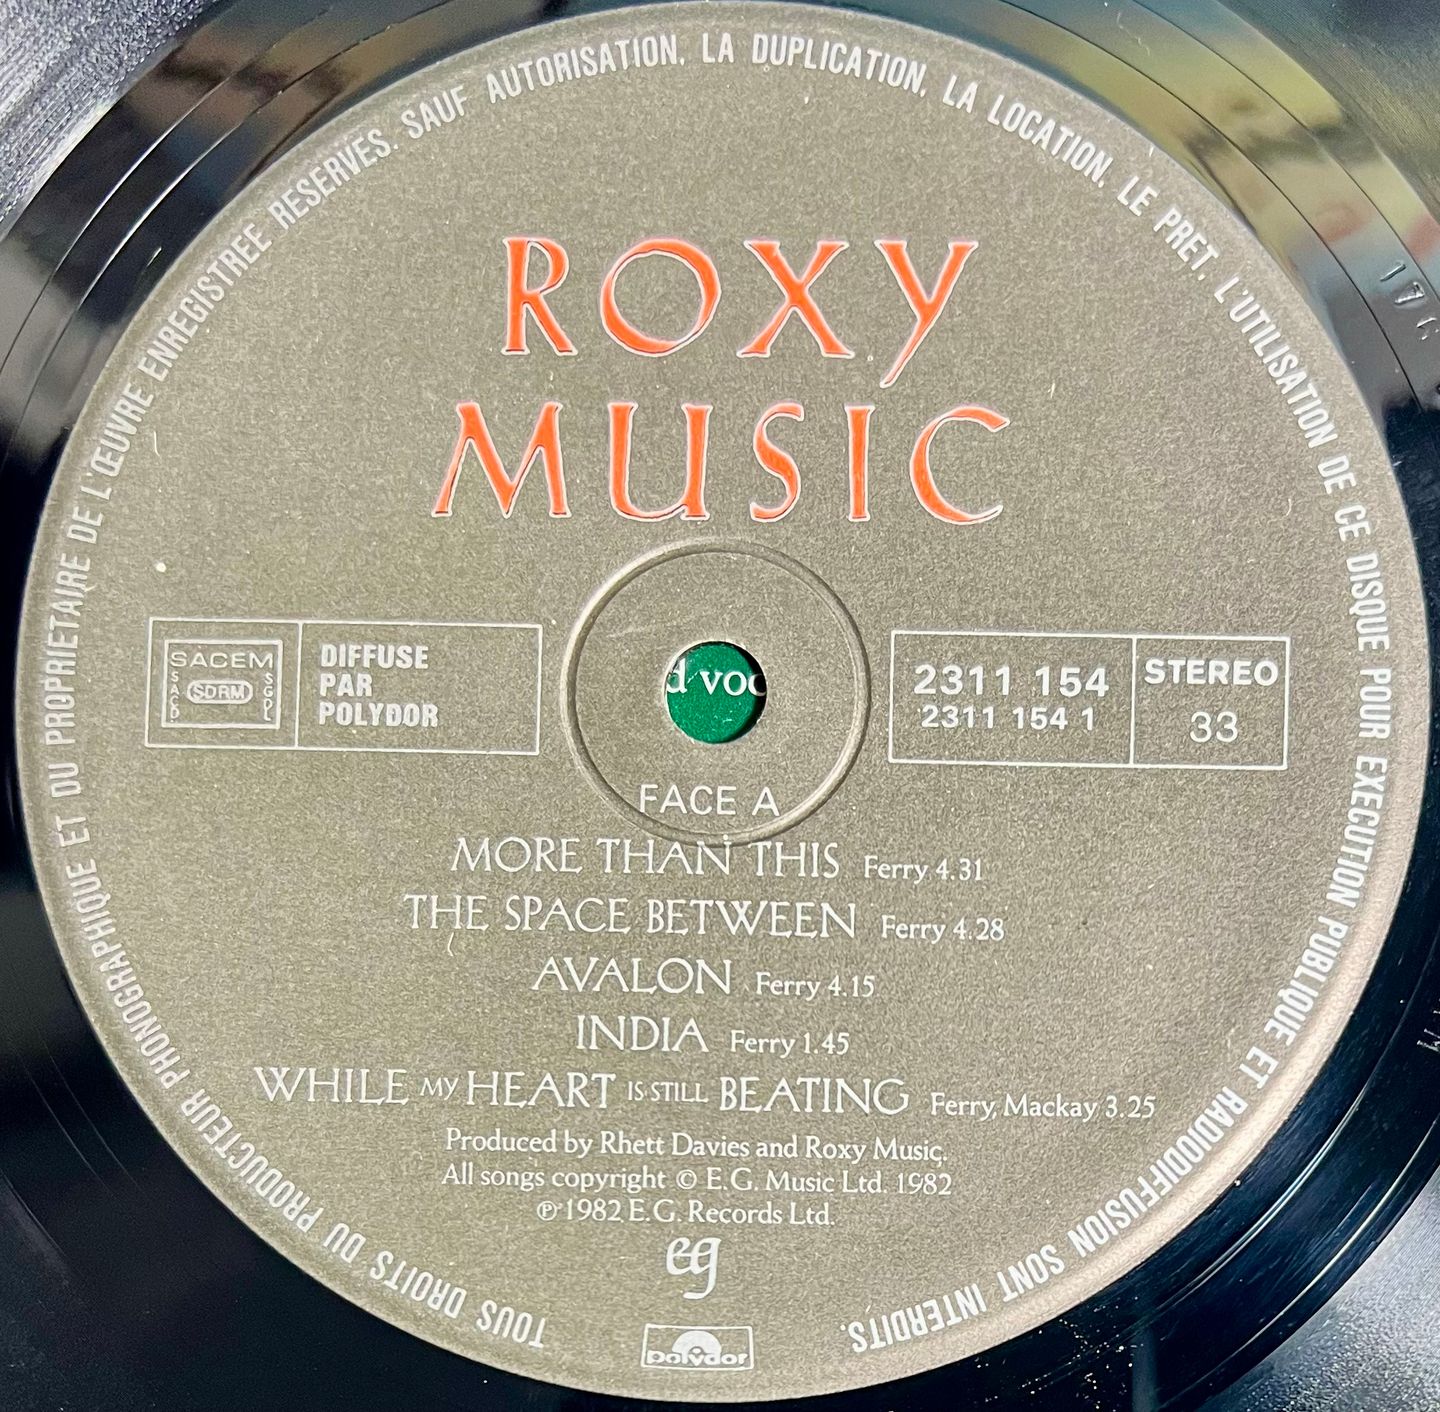 TOUS DROITS DU PRODUCTEUR PHONOGRAPHIQUE ET DU PROPRIETAIRE DE L'ŒUVRE ENREGISTREE RESERVES. SAUF AUTORISATION, LA DUPLICATION, LA LOCATION, LE PRET, L'UTILISATION DE CE DISQUE POUR EXECUTION PUBLIQUE ET RADIODIFFUSION SONT INTERDITS.
ROXY
MUSIC
SACEM
SACD
SDRM
SGDL
DIFFUSE
PAR
POLYDOR
d voc
2311 154
2311 154 1
STEREO
33
FACE A
MORE THAN THIS Ferry 4.31
THE SPACE BETWEEN Ferry 4.28
AVALON Ferry 4.15
INDIA Ferry 1.45
WHILE MY HEART IS STILL BEATING Ferry, Mackay 3.25
Produced by Rhett Davies and Roxy Music.
All songs copyright © E.G. Music Ltd. 1982
℗ 1982 E.G. Records Ltd.
eg
polydor